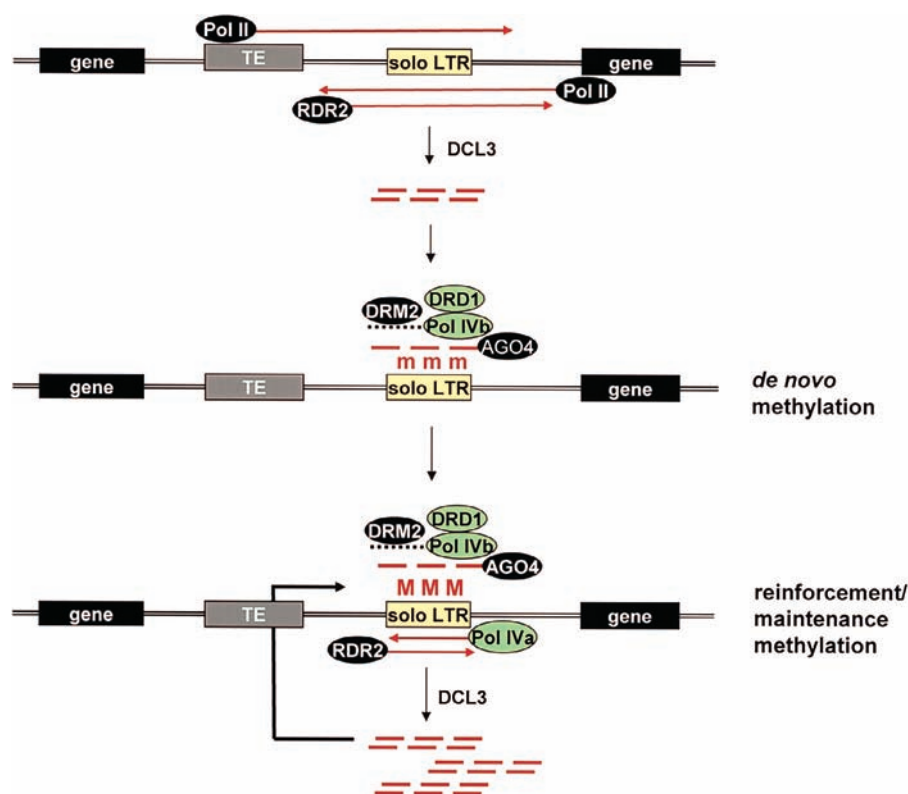 Pol II
gene TE solo LTR gene
Pol II
RDR2
DCL3
DRD1
DRM2
Pol IVb
AGO4
m m m
gene TE solo LTR gene
de novo
methylation
DRD1
DRM2
Pol IVb
AGO4
M M M
gene TE solo LTR gene
reinforcement/
maintenance
methylation
Pol IVa
RDR2
DCL3